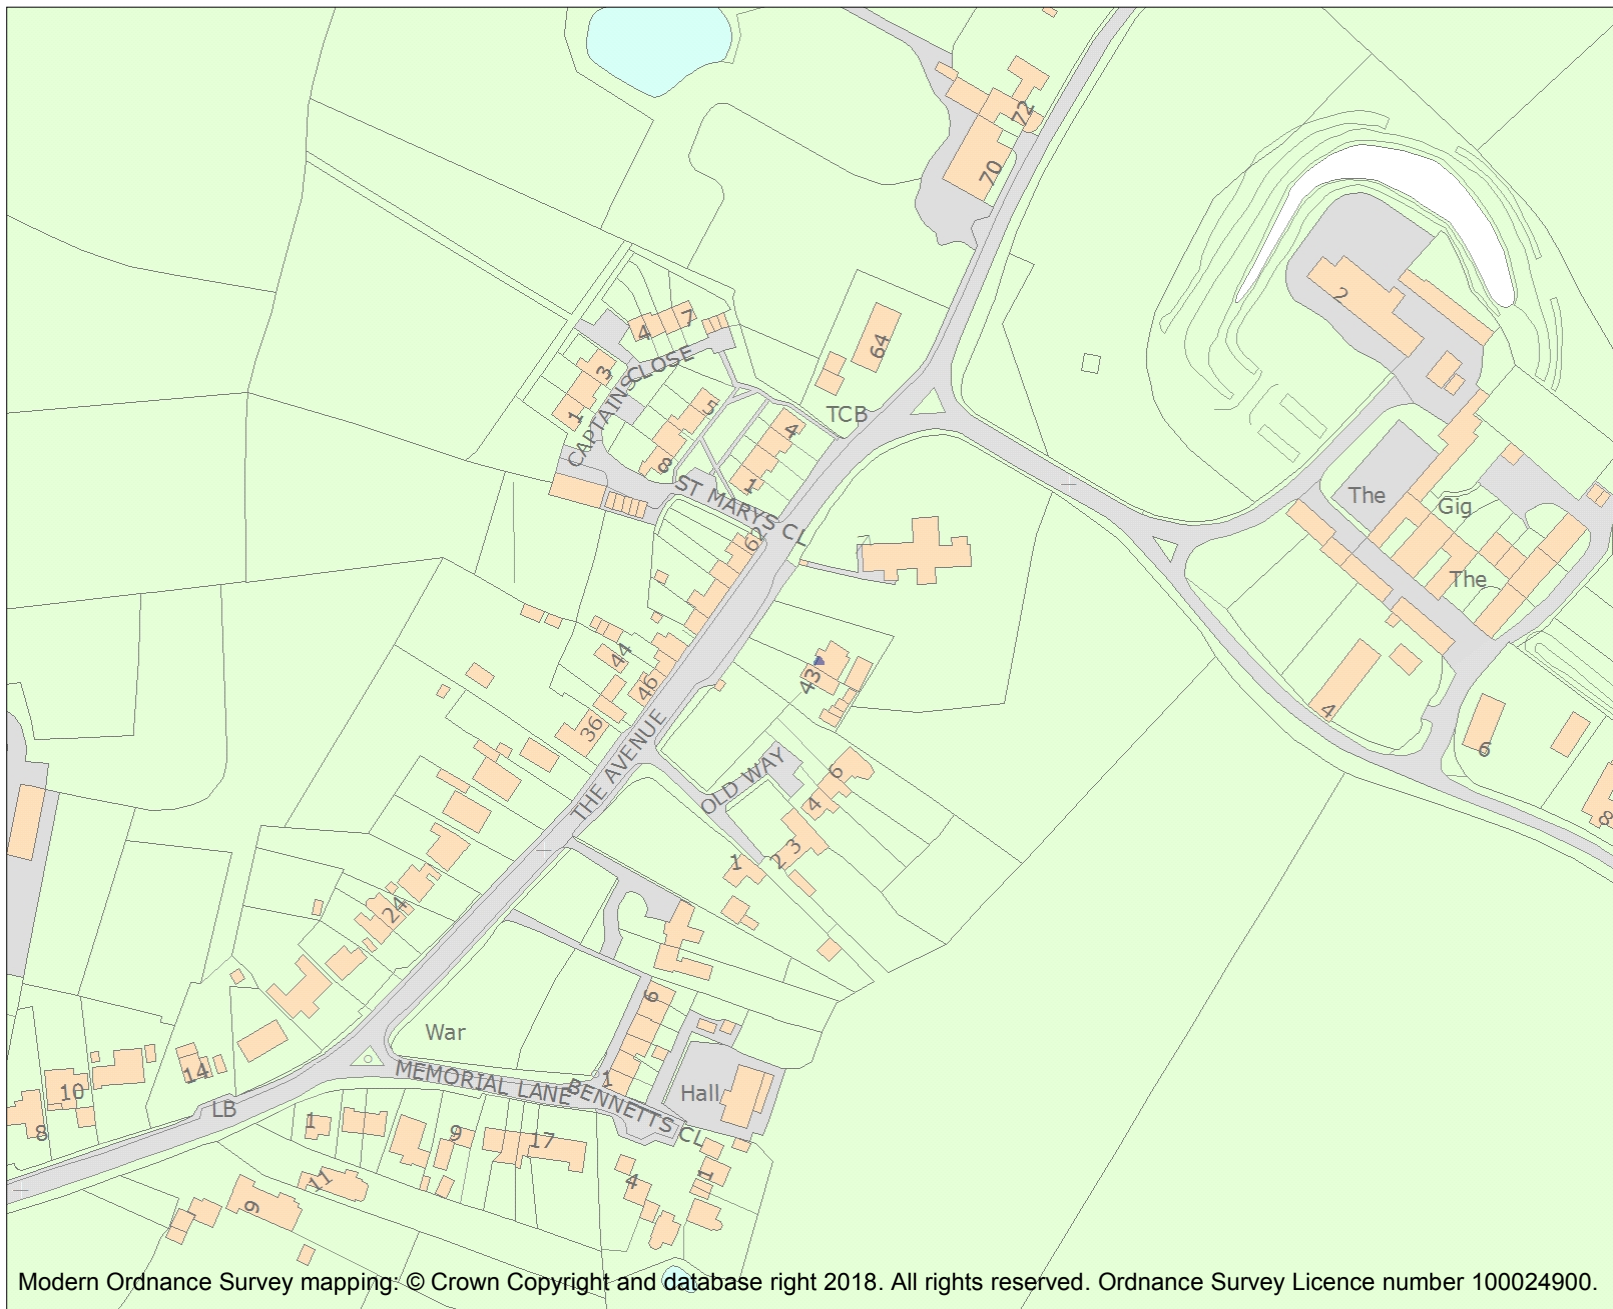 72
70
2
4
7
CLOSE
64
3
CAPTAINS
1
5
TCB
4
8
1
ST MARYS CL
The
Gig
62
The
44
43
46
4
36
THE AVENUE
6
OLD WAY
6
4
8
3
2
1
24
6
War
14
10
MEMORIAL LANE
1
BENNETTS CL
Hall
LB
1
8
9
17
11
4
1
9
Modern Ordnance Survey mapping: © Crown Copyright and database right 2018. All rights reserved. Ordnance Survey Licence number 100024900.